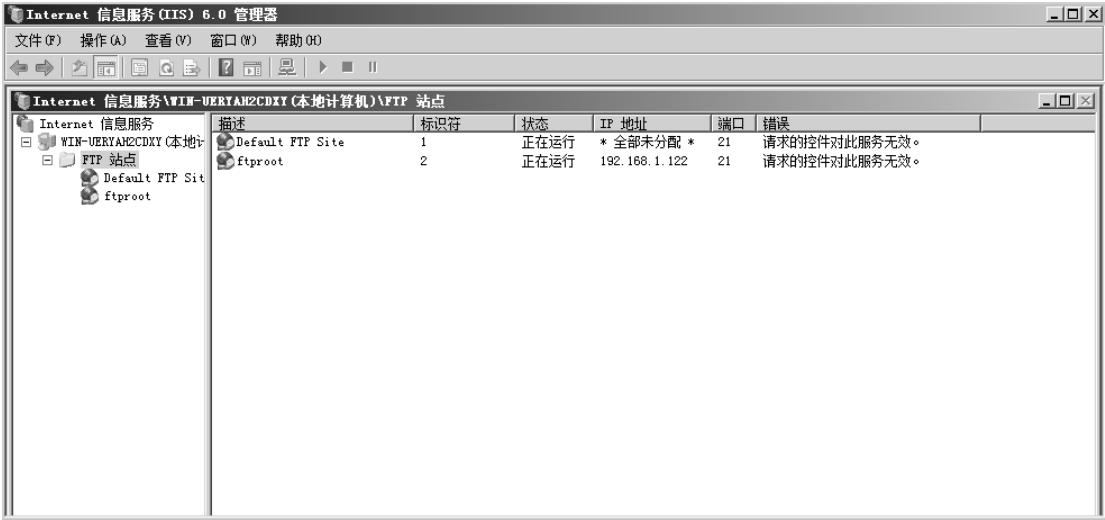 Internet 信息服务(IIS) 6.0 管理器
文件(F) 操作(A) 查看(V) 窗口(W) 帮助(H)
Internet 信息服务\WIN-UERYAH2CDXY(本地计算机)\FTP 站点
Internet 信息服务
WIN-UERYAH2CDXY(本地计
FTP 站点
Default FTP Sit
ftproot
描述 标识符 状态 IP 地址 端口 错误
Default FTP Site 1 正在运行 * 全部未分配 * 21 请求的控件对此服务无效。
ftproot 2 正在运行 192.168.1.122 21 请求的控件对此服务无效。